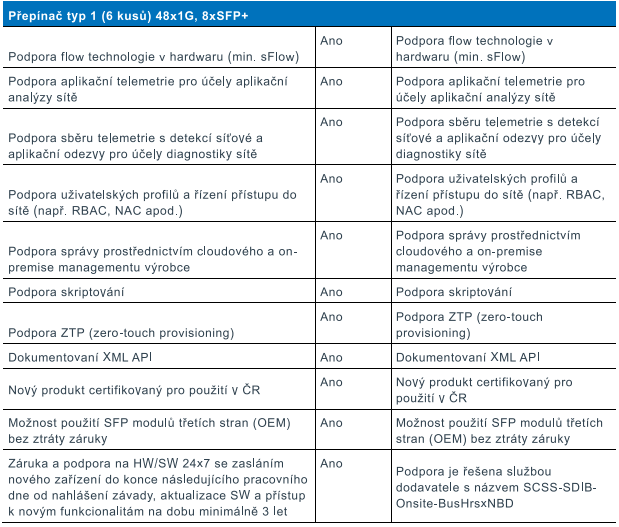 Přepínač typ 1 (6 kusů) 48x1G, 8xSFP+
Podpora flow technologie v hardwaru (min. sFlow)
Ano
Podpora flow technologie v
hardwaru (min. sFlow)
Podpora aplikační telemetrie pro účely aplikační
analýzy sítě
Ano
Podpora aplikační telemetrie pro
účely aplikační analýzy sítě
Podpora sběru telemetrie s detekcí síťové a
aplikační odezvy pro účely diagnostiky sítě
Ano
Podpora sběru telemetrie s detekcí
síťové a aplikační odezvy pro účely
diagnostiky sítě
Podpora uživatelských profilů a řízení přístupu do
sítě (např. RBAC, NAC apod.)
Ano
Podpora uživatelských profilů a
řízení přístupu do sítě (např. RBAC,
NAC apod.)
Podpora správy prostřednictvím cloudového a on-
premise managementu výrobce
Ano
Podpora správy prostřednictvím
cloudového a on-premise
managementu výrobce
Podpora skriptování
Ano
Podpora skriptování
Podpora ZTP (zero-touch provisioning)
Ano
Podpora ZTP (zero-touch
provisioning)
Dokumentovaní XML API
Ano
Dokumentovaní XML API
Nový produkt certifikovaný pro použití v ČR
Ano
Nový produkt certifikovaný pro
použití v ČR
Možnost použití SFP modulů třetích stran (OEM)
bez ztráty záruky
Ano
Možnost použití SFP modulů třetích
stran (OEM) bez ztráty záruky
Záruka a podpora na HW/SW 24x7 se zasláním
nového zařízení do konce následujícího pracovního
dne od nahlášení závady, aktualizace SW a přístup
k novým funkcionalitám na dobu minimálně 3 let
Ano
Podpora je řešena službou
dodavatele s názvem SCSS-SDIB-
Onsite-BusHrsxNBD